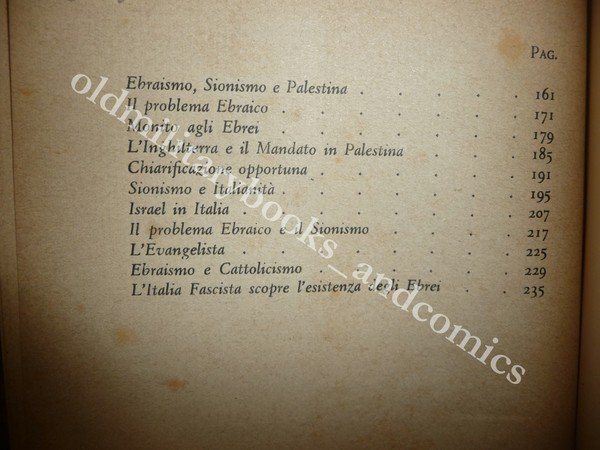 PAG.
Ebraismo, Sionismo e Palestina . . . . . 161
Il problema Ebraico . . . . . . . 171
Monito agli Ebrei . . . . . . . 179
L'Inghilterra e il Mandato in Palestina . . . . 185
Chiarificazione opportuna . . . . . . 191
Sionismo e Italianità . . . . . . 195
Israel in Italia . . . . . . . . 207
Il problema Ebraico e il Sionismo . . . . 217
L'Evangelista . . . . . . . . 225
Ebraismo e Cattolicismo . . . . . . 229
L'Italia Fascista scopre l'esistenza degli Ebrei . . 235
oldmilitarybooks_andcomics